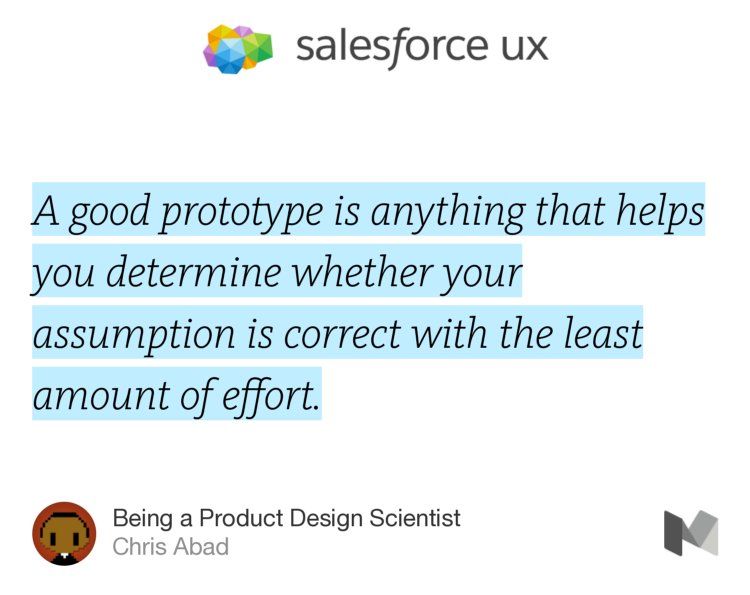 salesforce ux
A good prototype is anything that helps
you determine whether your
assumption is correct with the least
amount of effort.
Being a Product Design Scientist
Chris Abad